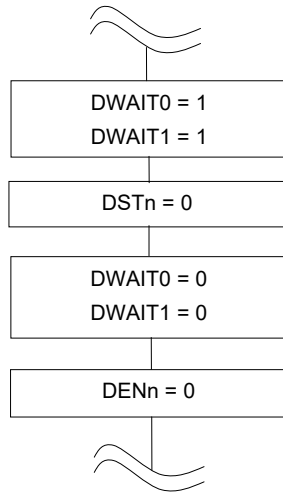 DWAIT0 = 1
DWAIT1 = 1
DSTn = 0
DWAIT0 = 0
DWAIT1 = 0
DENn = 0